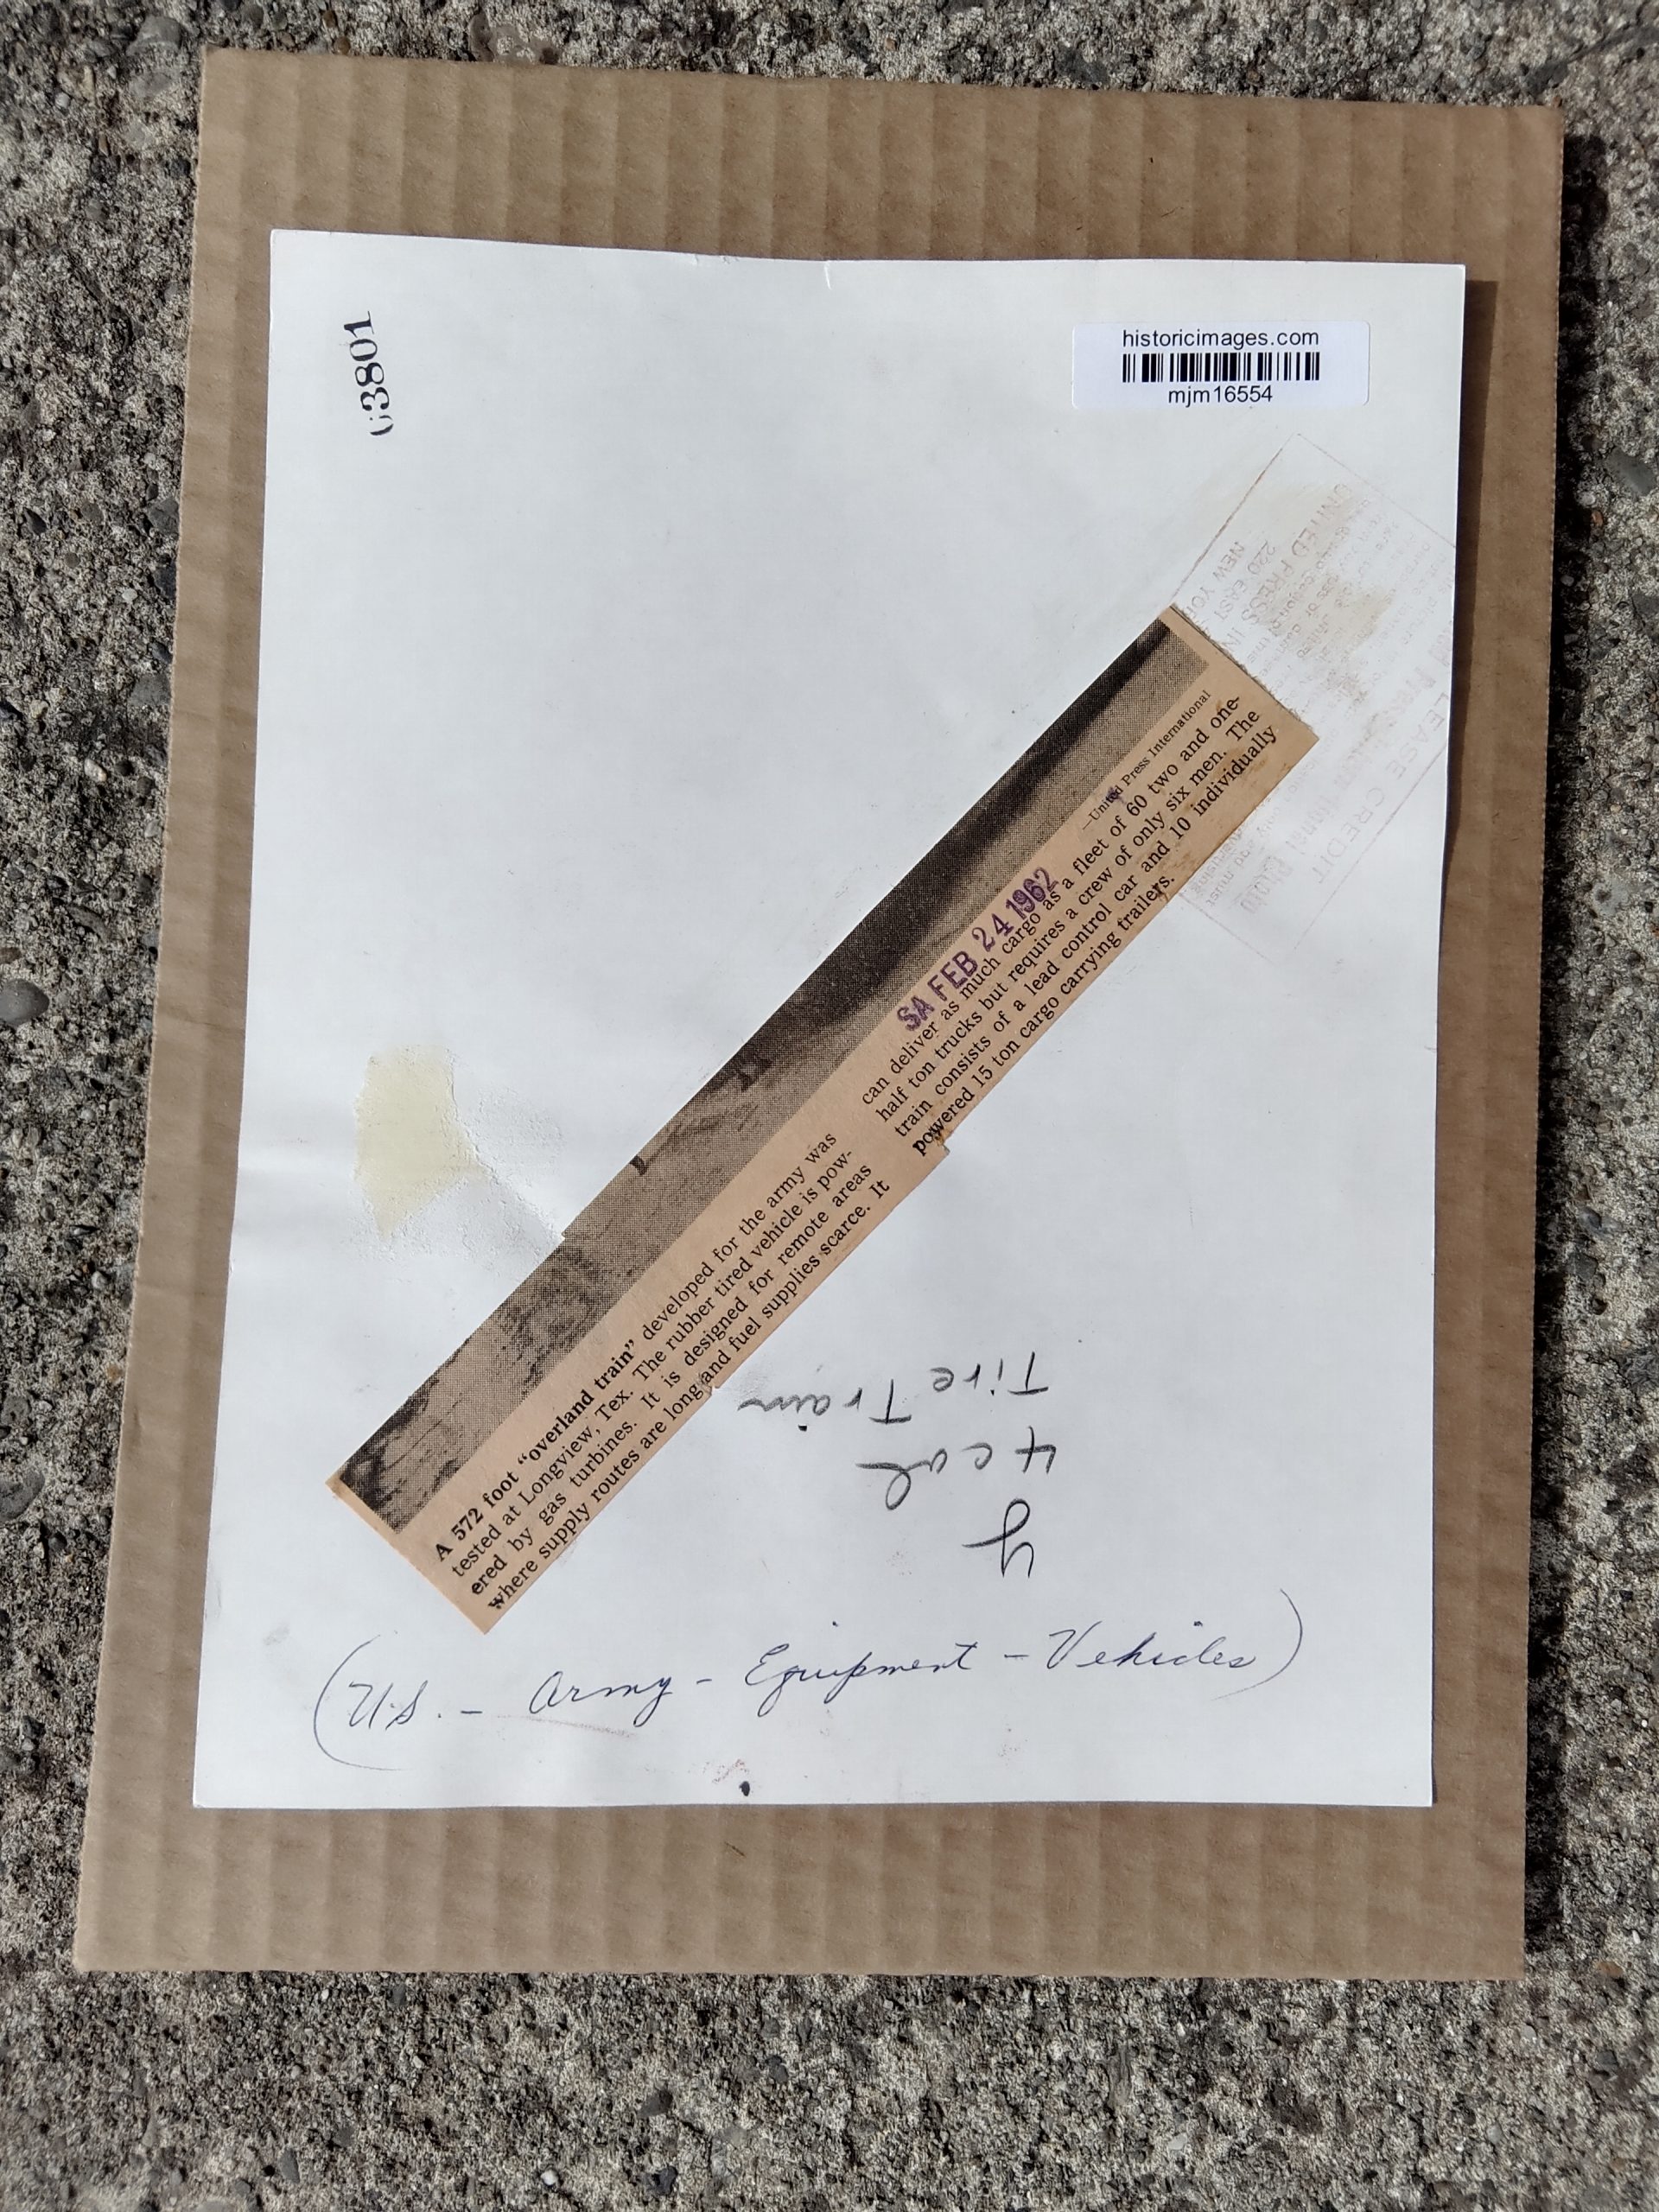 03801
historicimages.com
mjm16554
UNITED PRESS IN
220 EAST
NEW YOR
LEASE CREDIT
—United Press International
SA FEB 24 1962
A 572 foot “overland train” developed for the army was
tested at Longview, Tex. The rubber tired vehicle is pow-
ered by gas turbines. It is designed for remote areas
where supply routes are long and fuel supplies scarce. It
can deliver as much cargo as a fleet of 60 two and one-
half ton trucks but requires a crew of only six men. The
train consists of a lead control car and 10 individually
powered 15 ton cargo carrying trailers.
y
4 col
Tire Train
(U.S. - Army - Equipment - Vehicles)